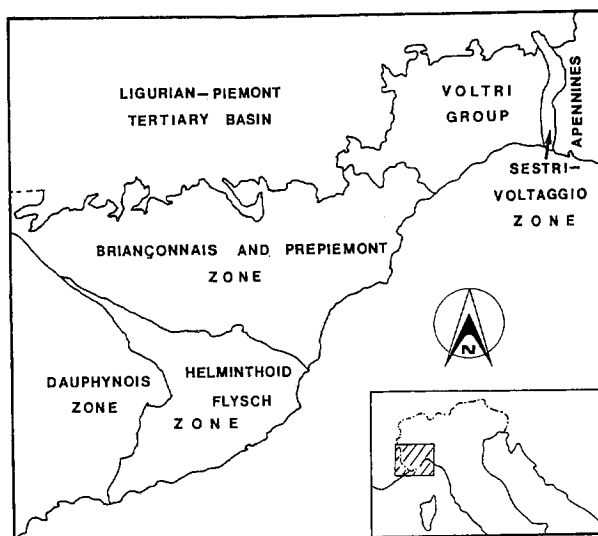 LIGURIAN–PIEMONT
TERTIARY BASIN
VOLTRI
GROUP
APENNINES
SESTRI–
VOLTAGGIO
ZONE
BRIANÇONNAIS AND PREPIEMONT
ZONE
N
DAUPHYNOIS
ZONE
HELMINTHOID
FLYSCH
ZONE